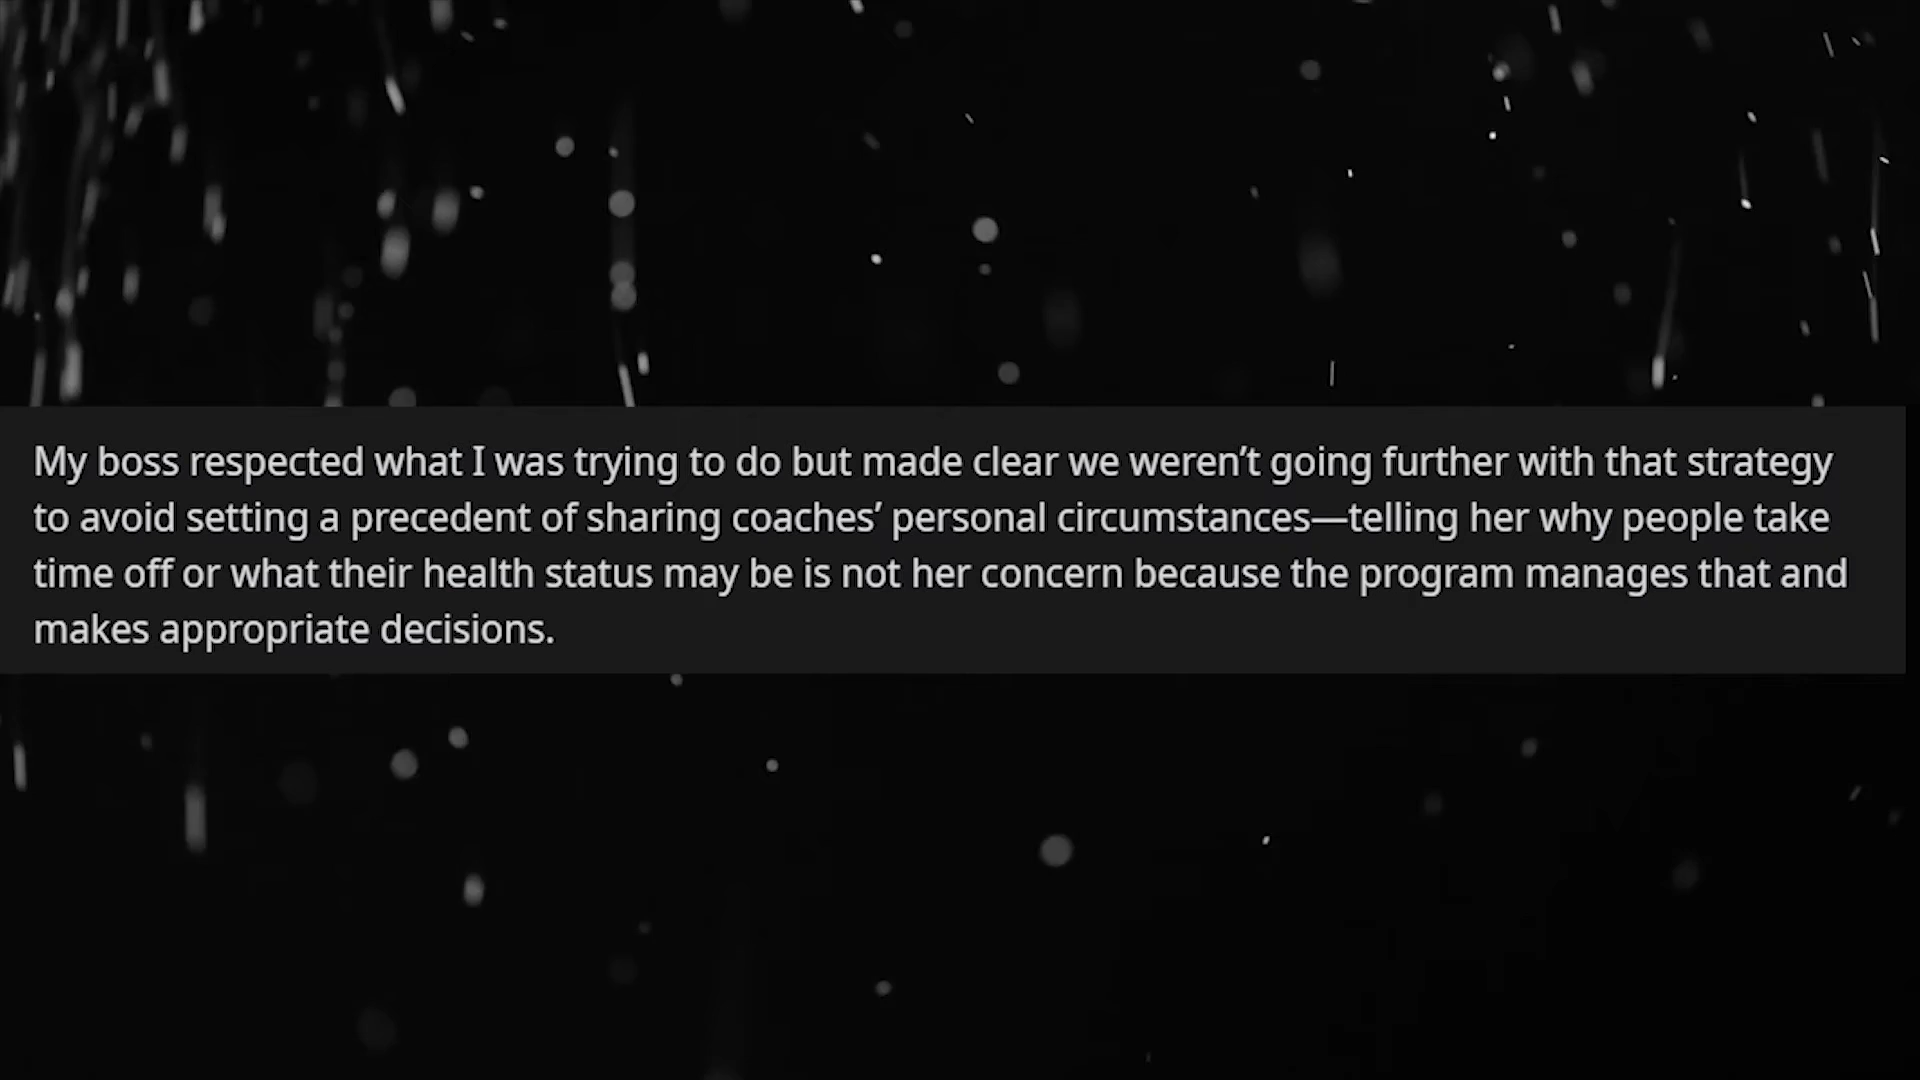 My boss respected what I was trying to do but made clear we weren’t going further with that strategy
to avoid setting a precedent of sharing coaches’ personal circumstances—telling her why people take
time off or what their health status may be is not her concern because the program manages that and
makes appropriate decisions.